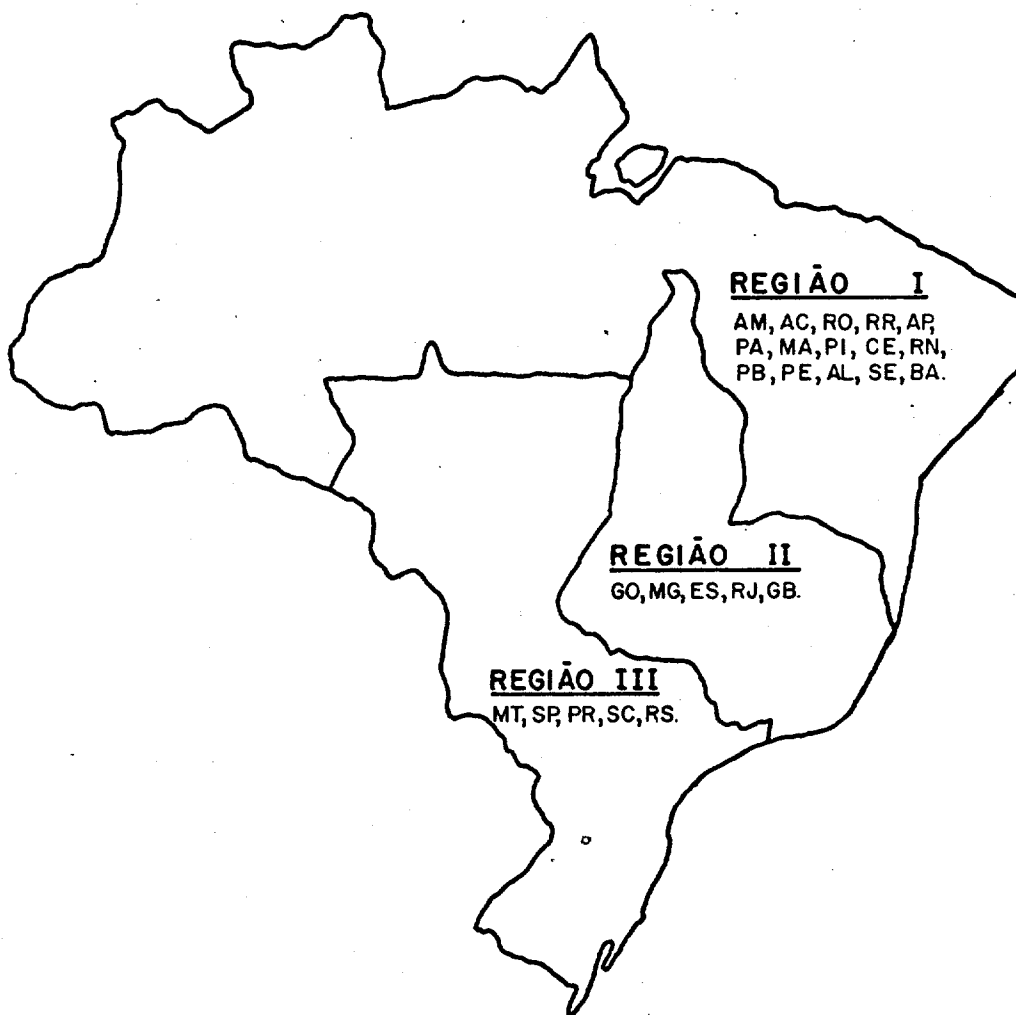 REGIÃO I
AM, AC, RO, RR, AP,
PA, MA, PI, CE, RN,
PB, PE, AL, SE, BA.
REGIÃO II
GO, MG, ES, RJ, GB.
REGIÃO III
MT, SP, PR, SC, RS.